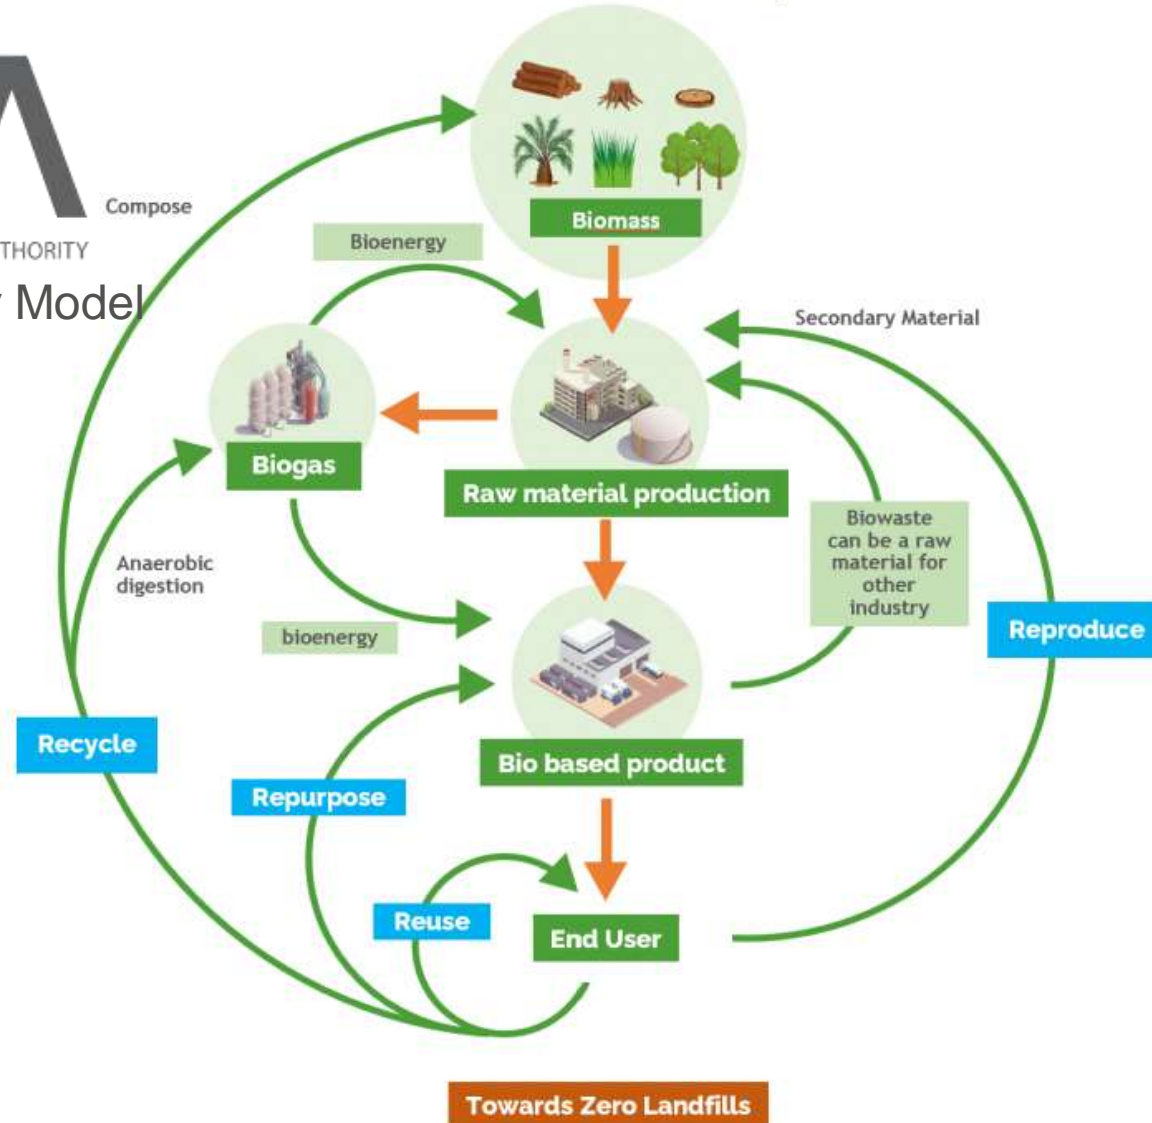 Compose
THORITY
Model
Bioenergy
Biomass
Secondary Material
Biogas
Raw material production
Biowaste
can be a raw
material for
other
industry
Anaerobic
digestion
bioenergy
Reproduce
Recycle
Bio based product
Repurpose
Reuse
End User
Towards Zero Landfills